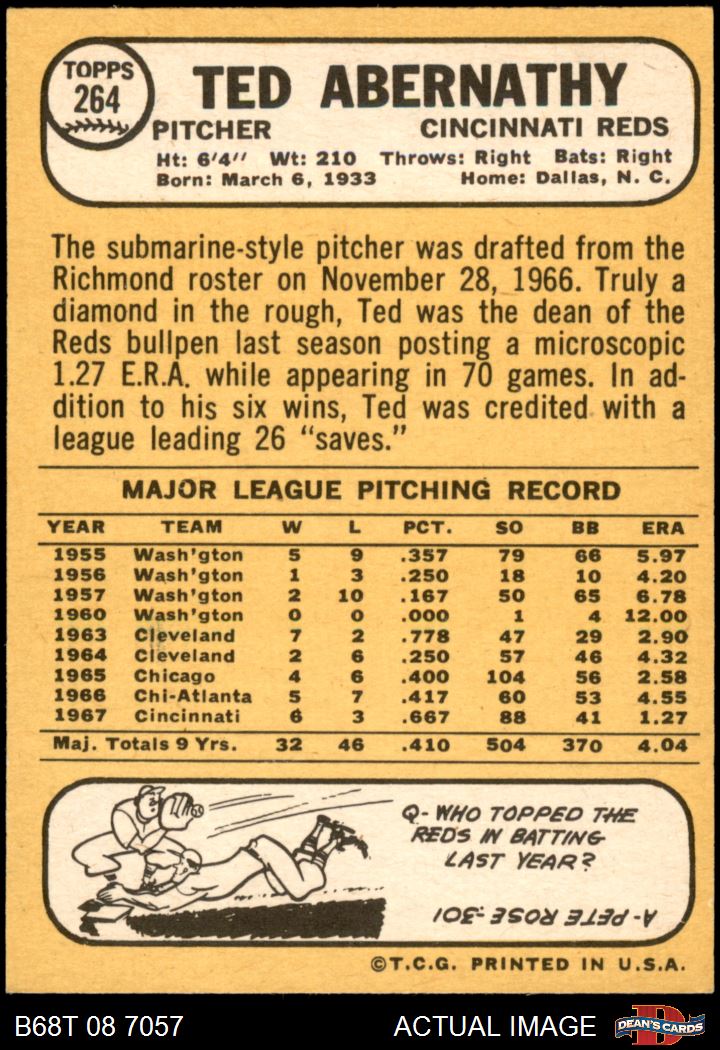 TOPPS
264
TED ABERNATHY
PITCHER CINCINNATI REDS
Ht: 6'4" Wt: 210 Throws: Right Bats: Right
Born: March 6, 1933 Home: Dallas, N. C.
The submarine-style pitcher was drafted from the
Richmond roster on November 28, 1966. Truly a
diamond in the rough, Ted was the dean of the
Reds bullpen last season posting a microscopic
1.27 E.R.A. while appearing in 70 games. In ad-
dition to his six wins, Ted was credited with a
league leading 26 "saves."
MAJOR LEAGUE PITCHING RECORD
YEAR TEAM W L PCT. SO BB ERA
1955 Wash'gton 5 9 .357 79 66 5.97
1956 Wash'gton 1 3 .250 18 10 4.20
1957 Wash'gton 2 10 .167 50 65 6.78
1960 Wash'gton 0 0 .000 1 4 12.00
1963 Cleveland 7 2 .778 47 29 2.90
1964 Cleveland 2 6 .250 57 46 4.32
1965 Chicago 4 6 .400 104 56 2.58
1966 Chi-Atlanta 5 7 .417 60 53 4.55
1967 Cincinnati 6 3 .667 88 41 1.27
Maj. Totals 9 Yrs. 32 46 .410 504 370 4.04
Q- WHO TOPPED THE
REDS IN BATTING
LAST YEAR?
A- PETE ROSE-.301
©T.C.G. PRINTED IN U.S.A.
B68T 08 7057 ACTUAL IMAGE D DEAN'S CARDS